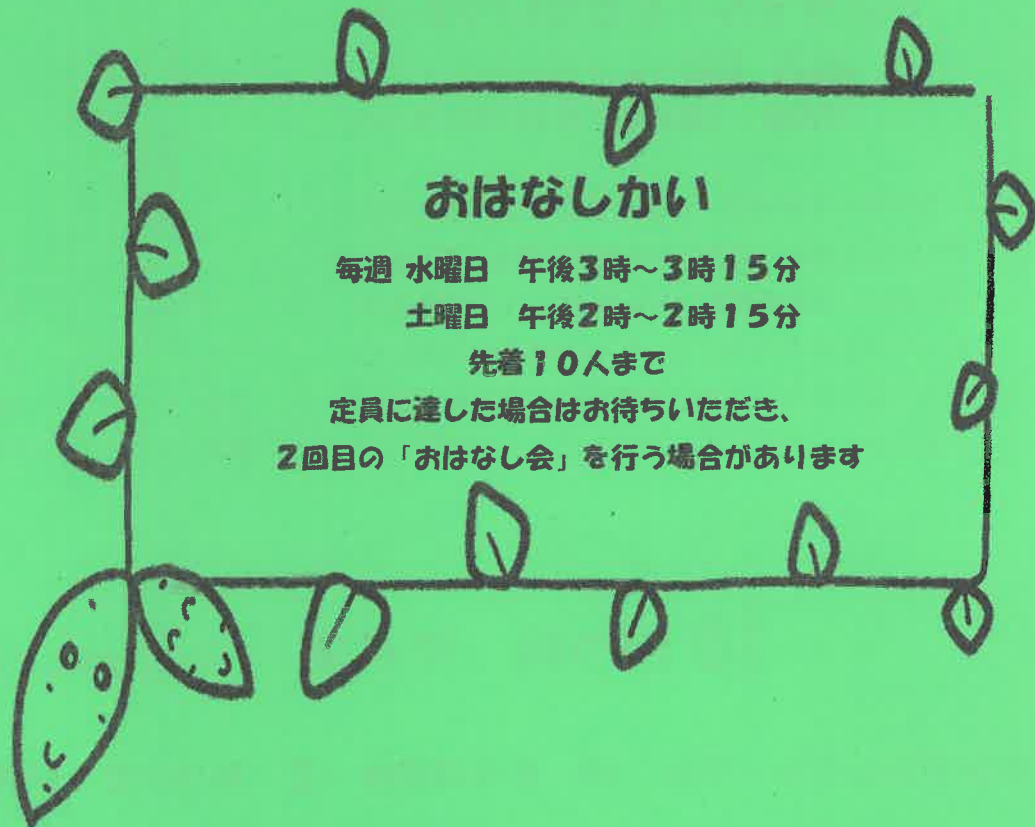 おはなしかい
毎週 水曜日 午後3時~3時15分
土曜日 午後2時~2時15分
先着10人まで
定員に達した場合はお待ちいただき、
2回目の「おはなし会」を行う場合があります